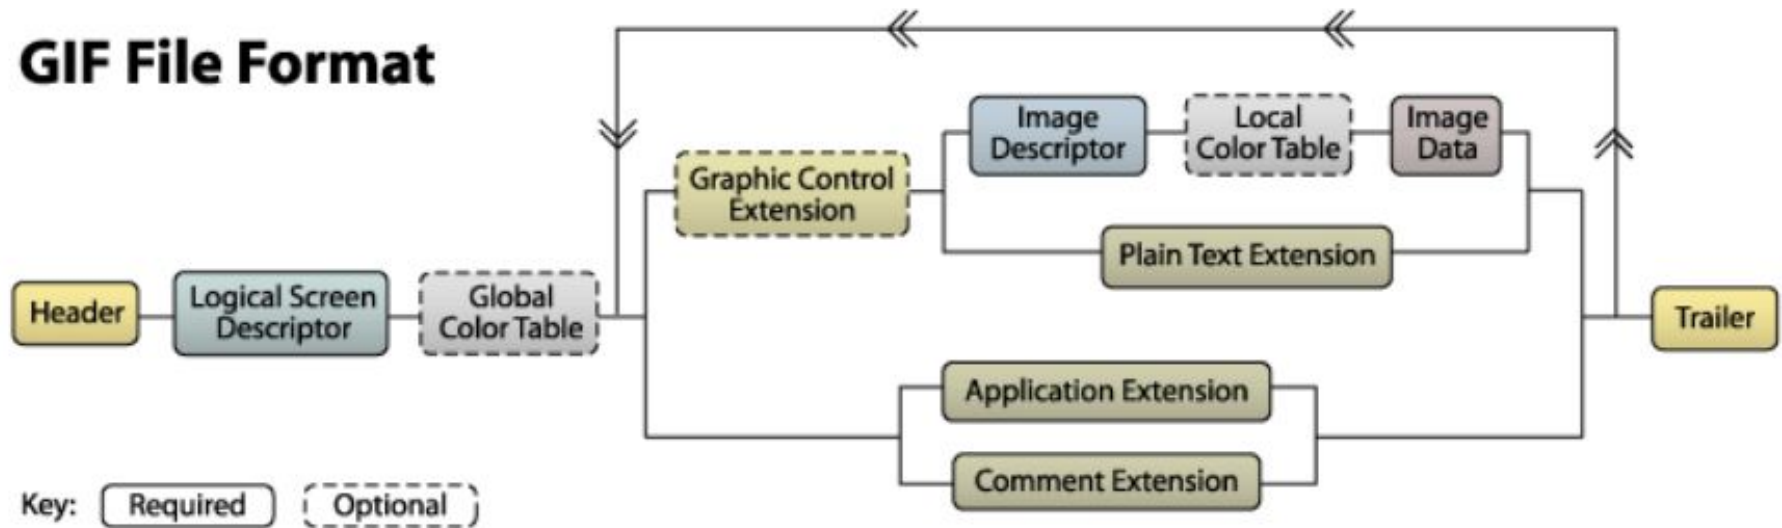 GIF File Format
Image
Descriptor
Local
Color Table
Image
Data
Graphic Control
Extension
Plain Text Extension
Header
Logical Screen
Descriptor
Global
Color Table
Trailer
Application Extension
Comment Extension
Key:
Required
Optional